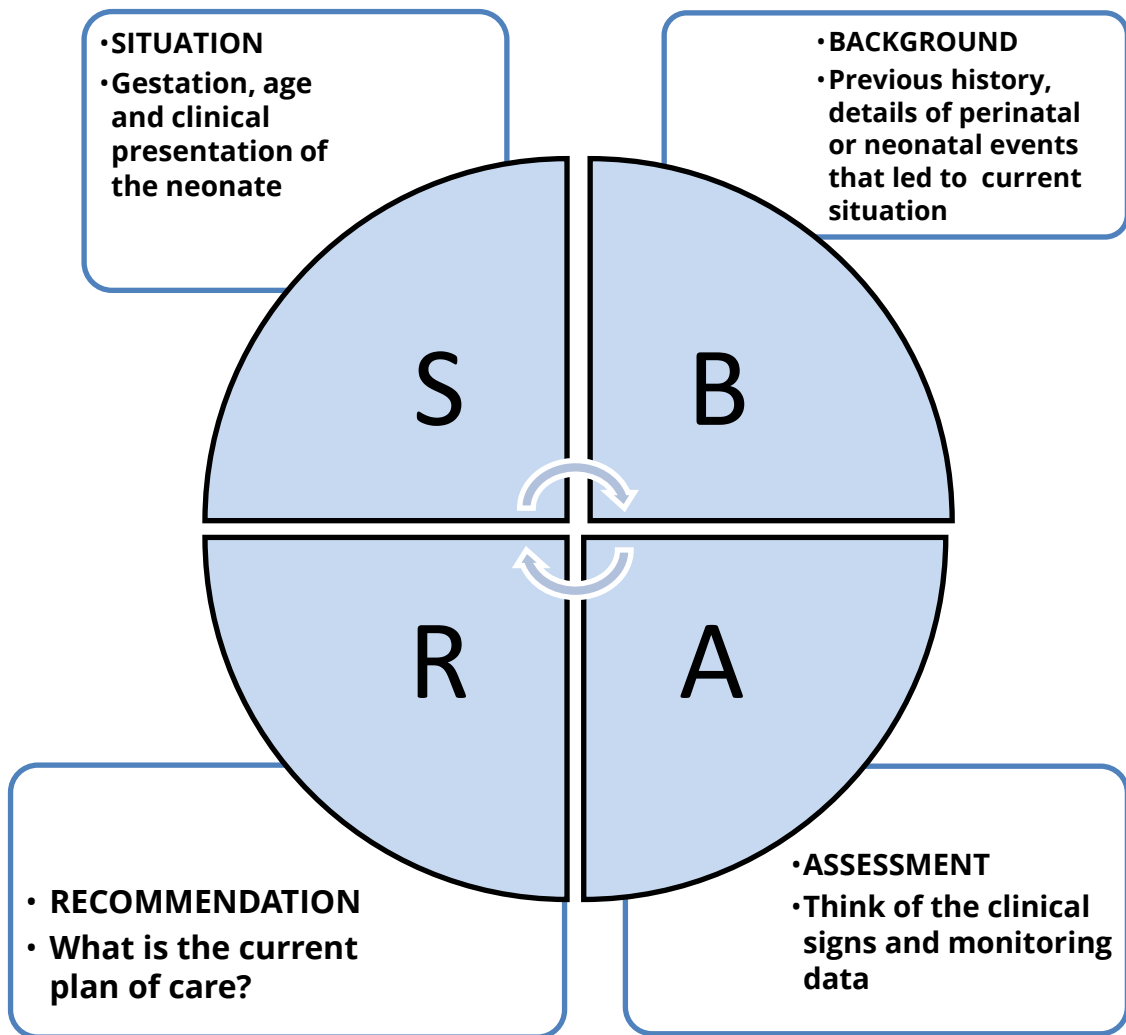 •SITUATION
•Gestation, age
and clinical
presentation of
the neonate
•BACKGROUND
•Previous history,
details of perinatal
or neonatal events
that led to current
situation
S
B
R
A
• RECOMMENDATION
• What is the current
plan of care?
•ASSESSMENT
•Think of the clinical
signs and monitoring
data